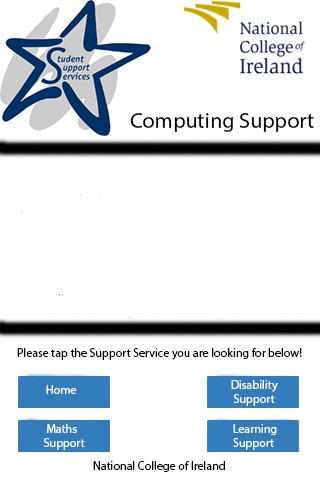 Student
Support
Services
National
College of
Ireland
Computing Support
Please tap the Support Service you are looking for below!
Home
Disability
Support
Maths
Support
Learning
Support
National College of Ireland